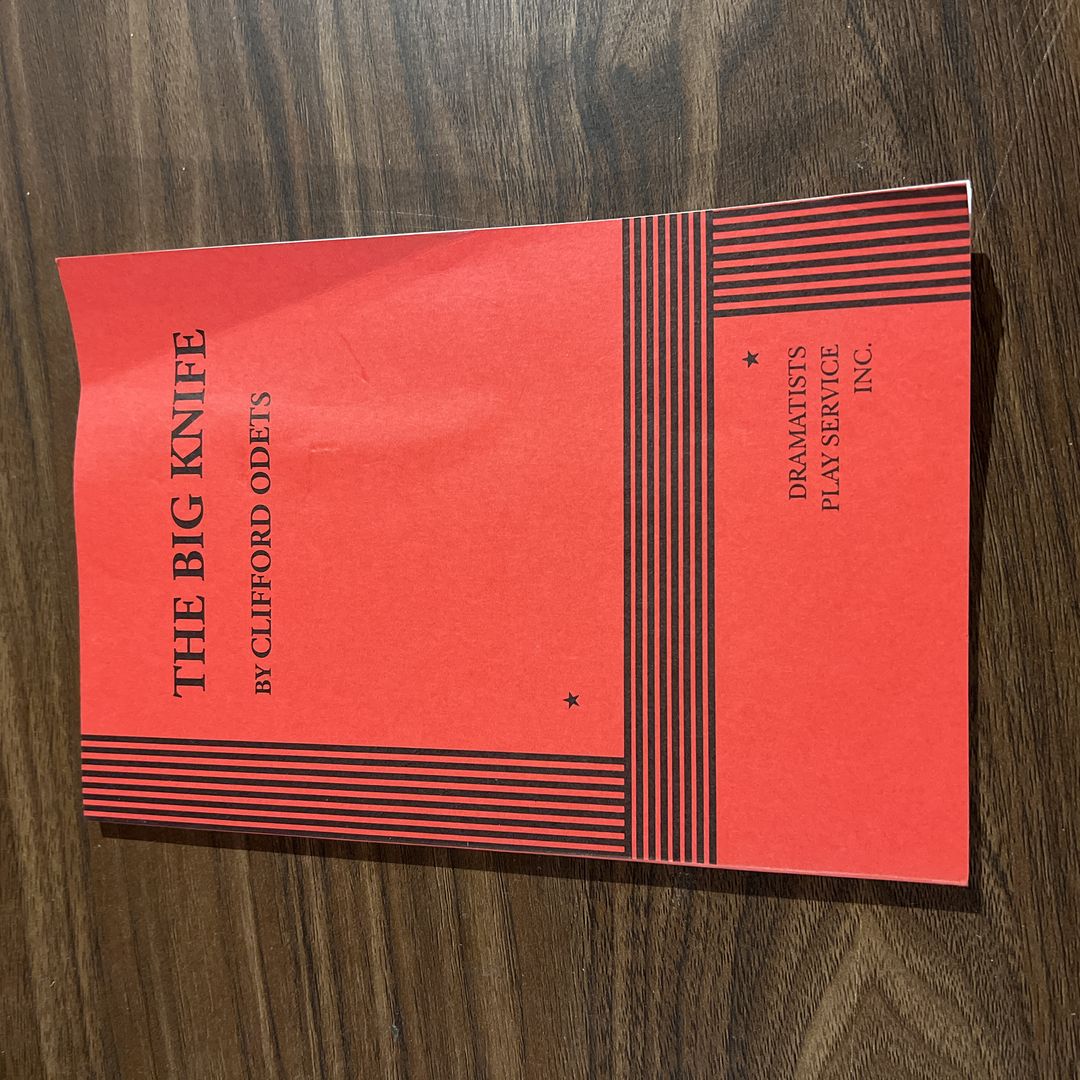 THE BIG KNIFE
BY CLIFFORD ODETS
DRAMATISTS
PLAY SERVICE
INC.